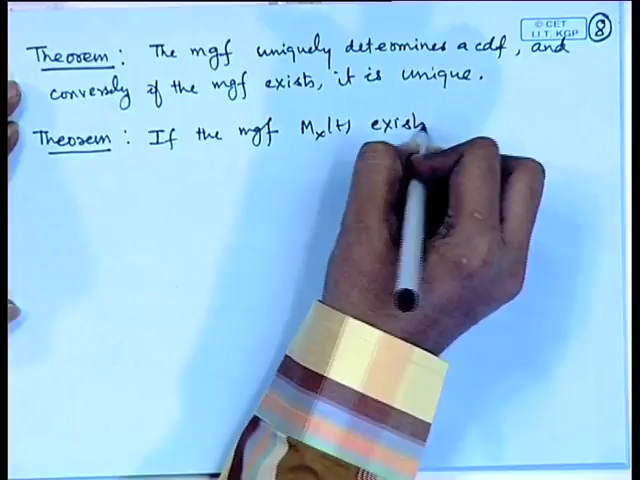 © CET
I.I.T. KGP
8
Theorem : The mgf uniquely determines a cdf, and
conversely if the mgf exists, it is unique.
Theorem : If the mgf Mx(t) exists